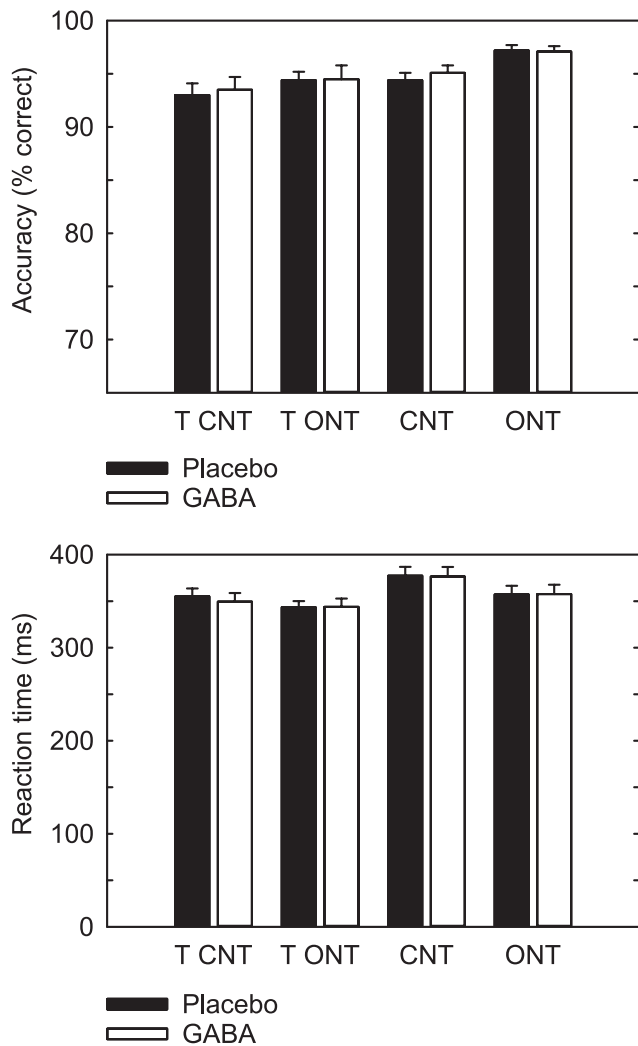 Accuracy (% correct)
100
90
80
70
T CNT T ONT CNT ONT
Placebo
GABA
Reaction time (ms)
400
300
200
100
0
T CNT T ONT CNT ONT
Placebo
GABA